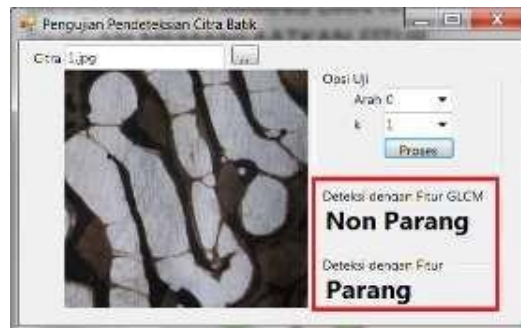 Pengujian Pendeteksian Citra Batik
Citra 1.jpg ...
Opsi Uji
Arah 0
k 1
Proses
Deteksi dengan Fitur GLCM
Non Parang
Deteksi dengan Fitur
Parang